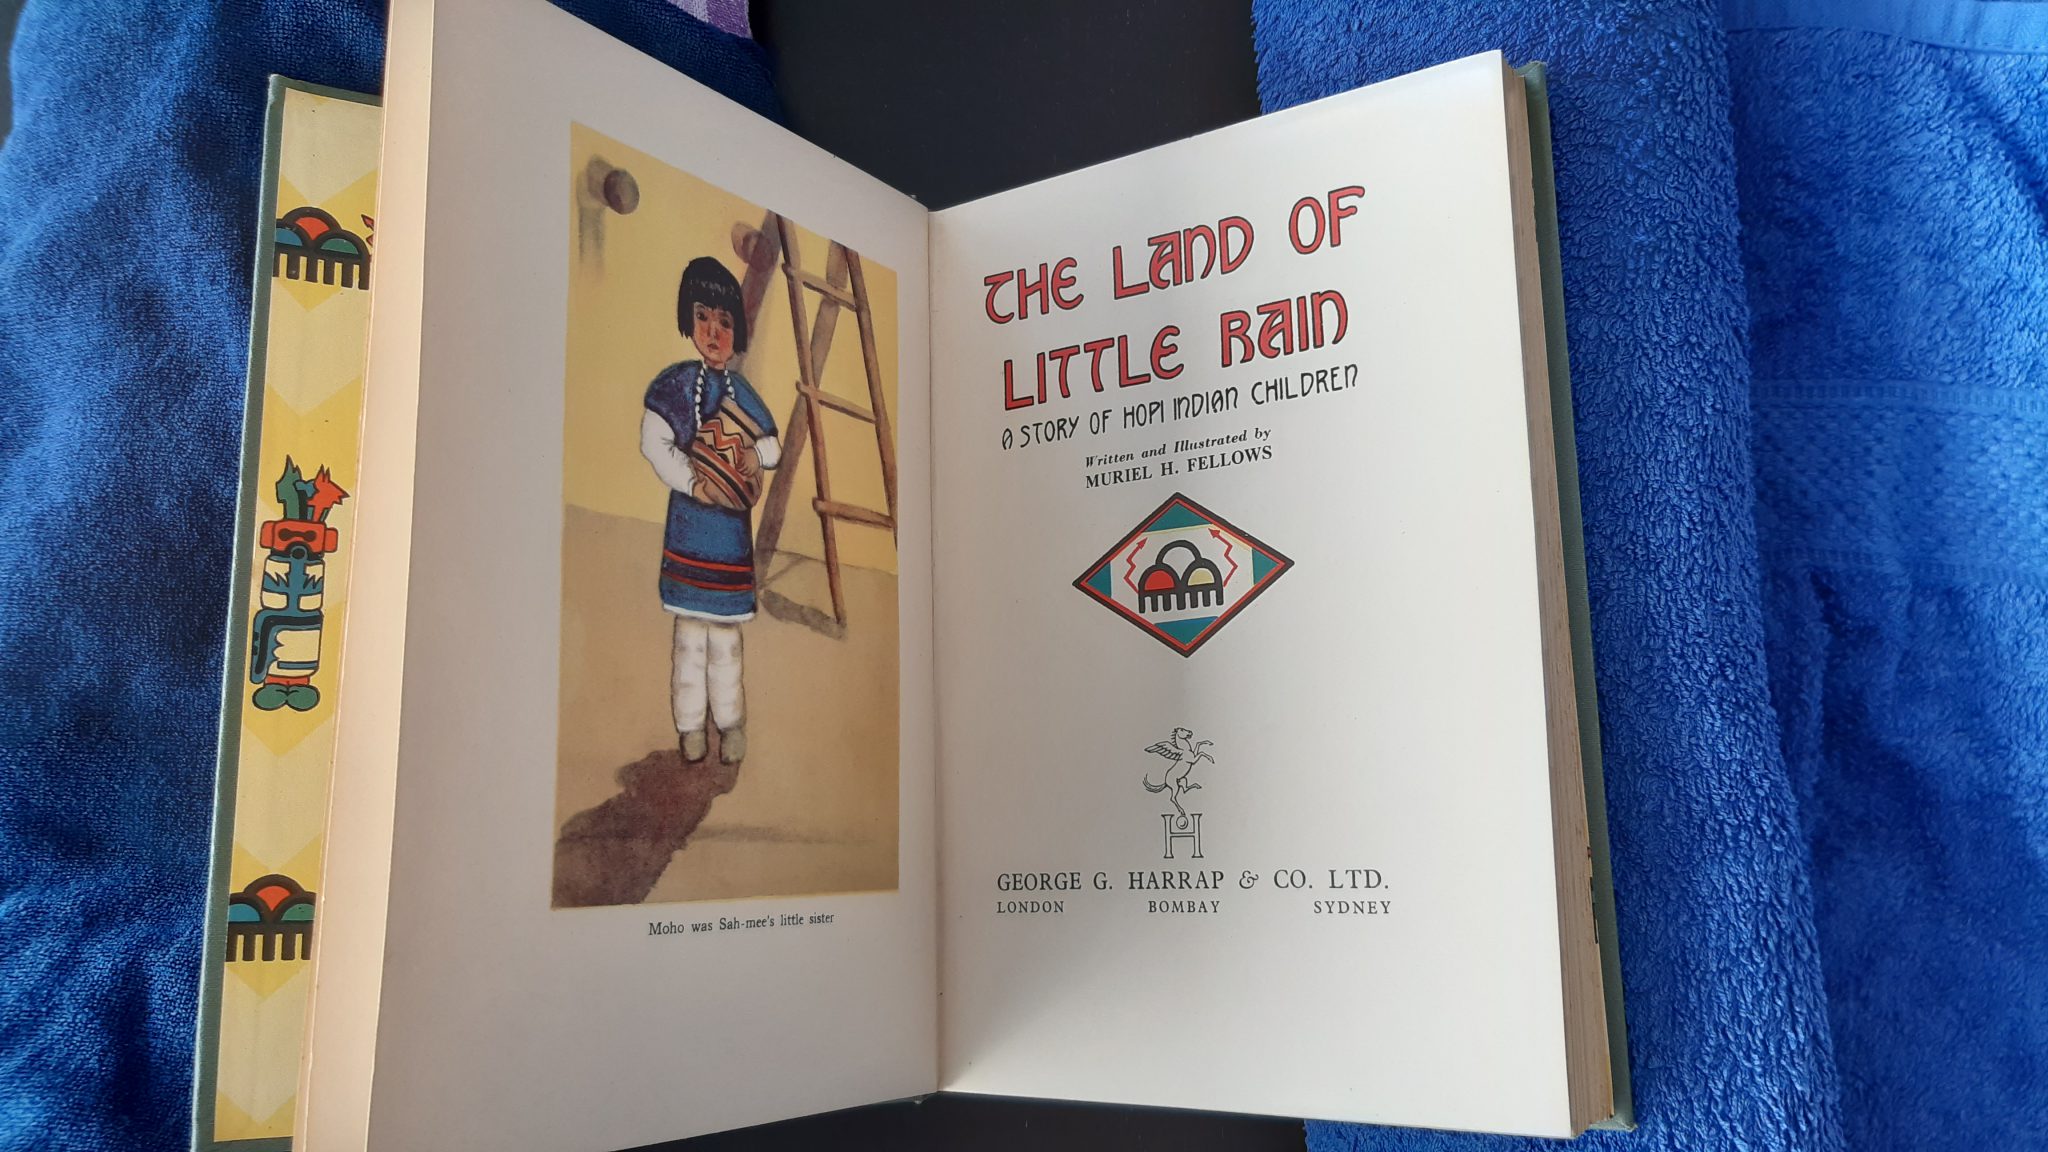 Moho was Sah-mee's little sister
THE LAND OF
LITTLE RAIN
A STORY OF HOPI INDIAN CHILDREN
Written and Illustrated by
MURIEL H. FELLOWS
H
GEORGE G. HARRAP & CO. LTD.
LONDON BOMBAY SYDNEY